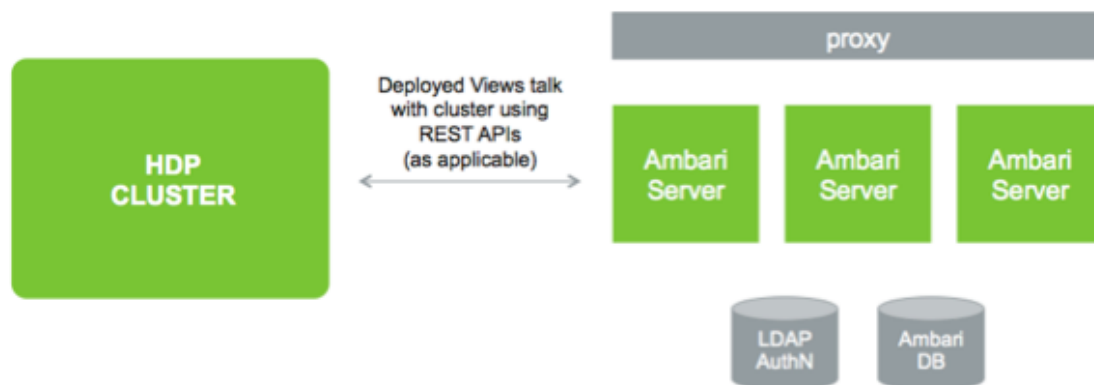 HDP
CLUSTER
Deployed Views talk
with cluster using
REST APIs
(as applicable)
proxy
Ambari
Server
Ambari
Server
Ambari
Server
LDAP
AuthN
Ambari
DB